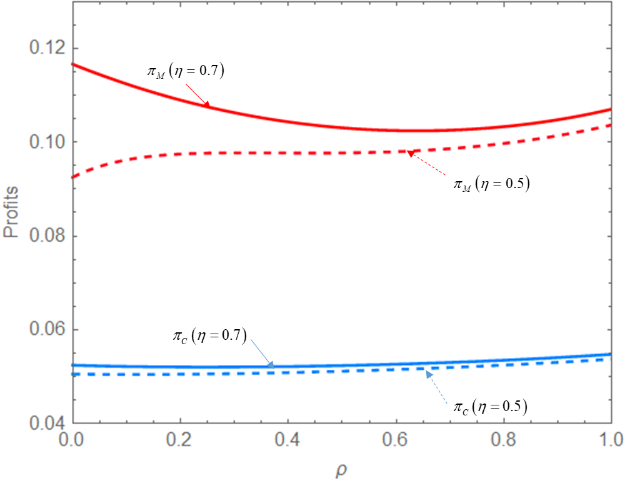 0.12
π_M (η = 0.7)
0.10
π_M (η = 0.5)
Profits
0.08
0.06
π_C (η = 0.7)
π_C (η = 0.5)
0.04
0.0 0.2 0.4 0.6 0.8 1.0
ρ